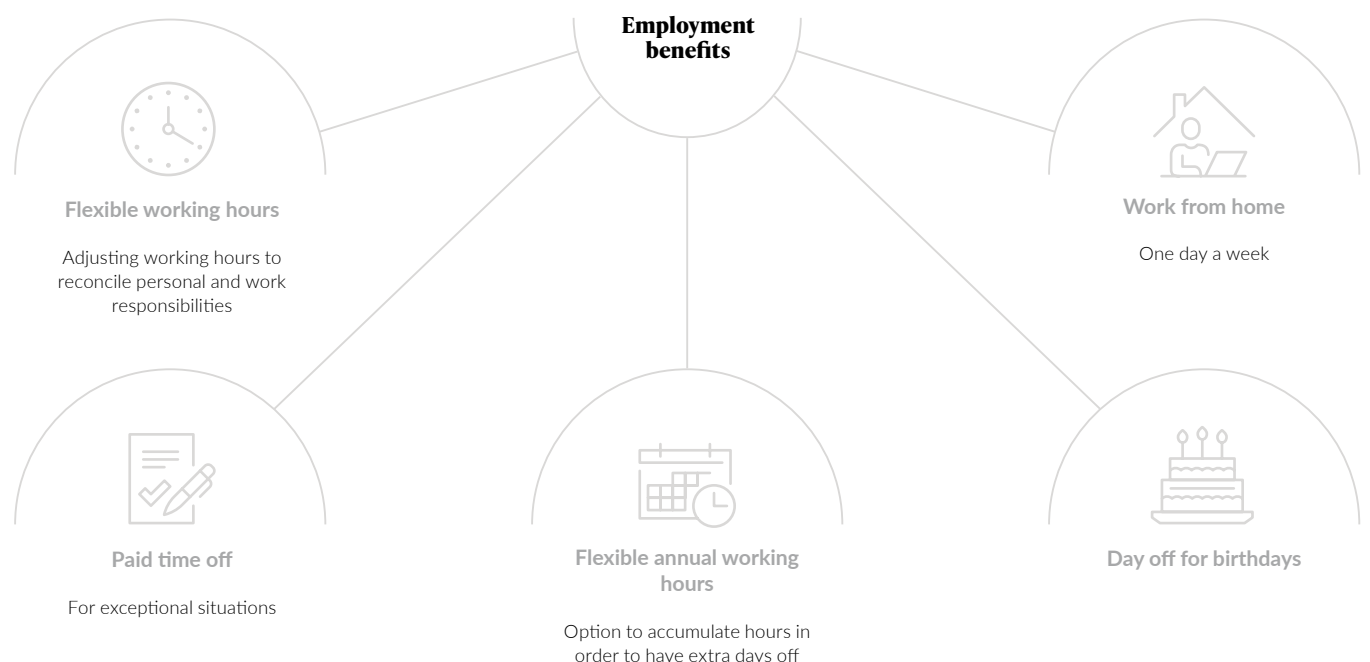 Employment
benefits
Flexible working hours
Adjusting working hours to
reconcile personal and work
responsibilities
Work from home
One day a week
Paid time off
For exceptional situations
Flexible annual working
hours
Option to accumulate hours in
order to have extra days off
Day off for birthdays